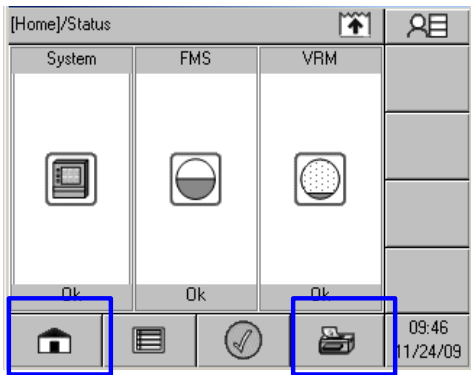 [Home]/Status
System FMS VRM
Ok Ok Ok
09:46
11/24/09